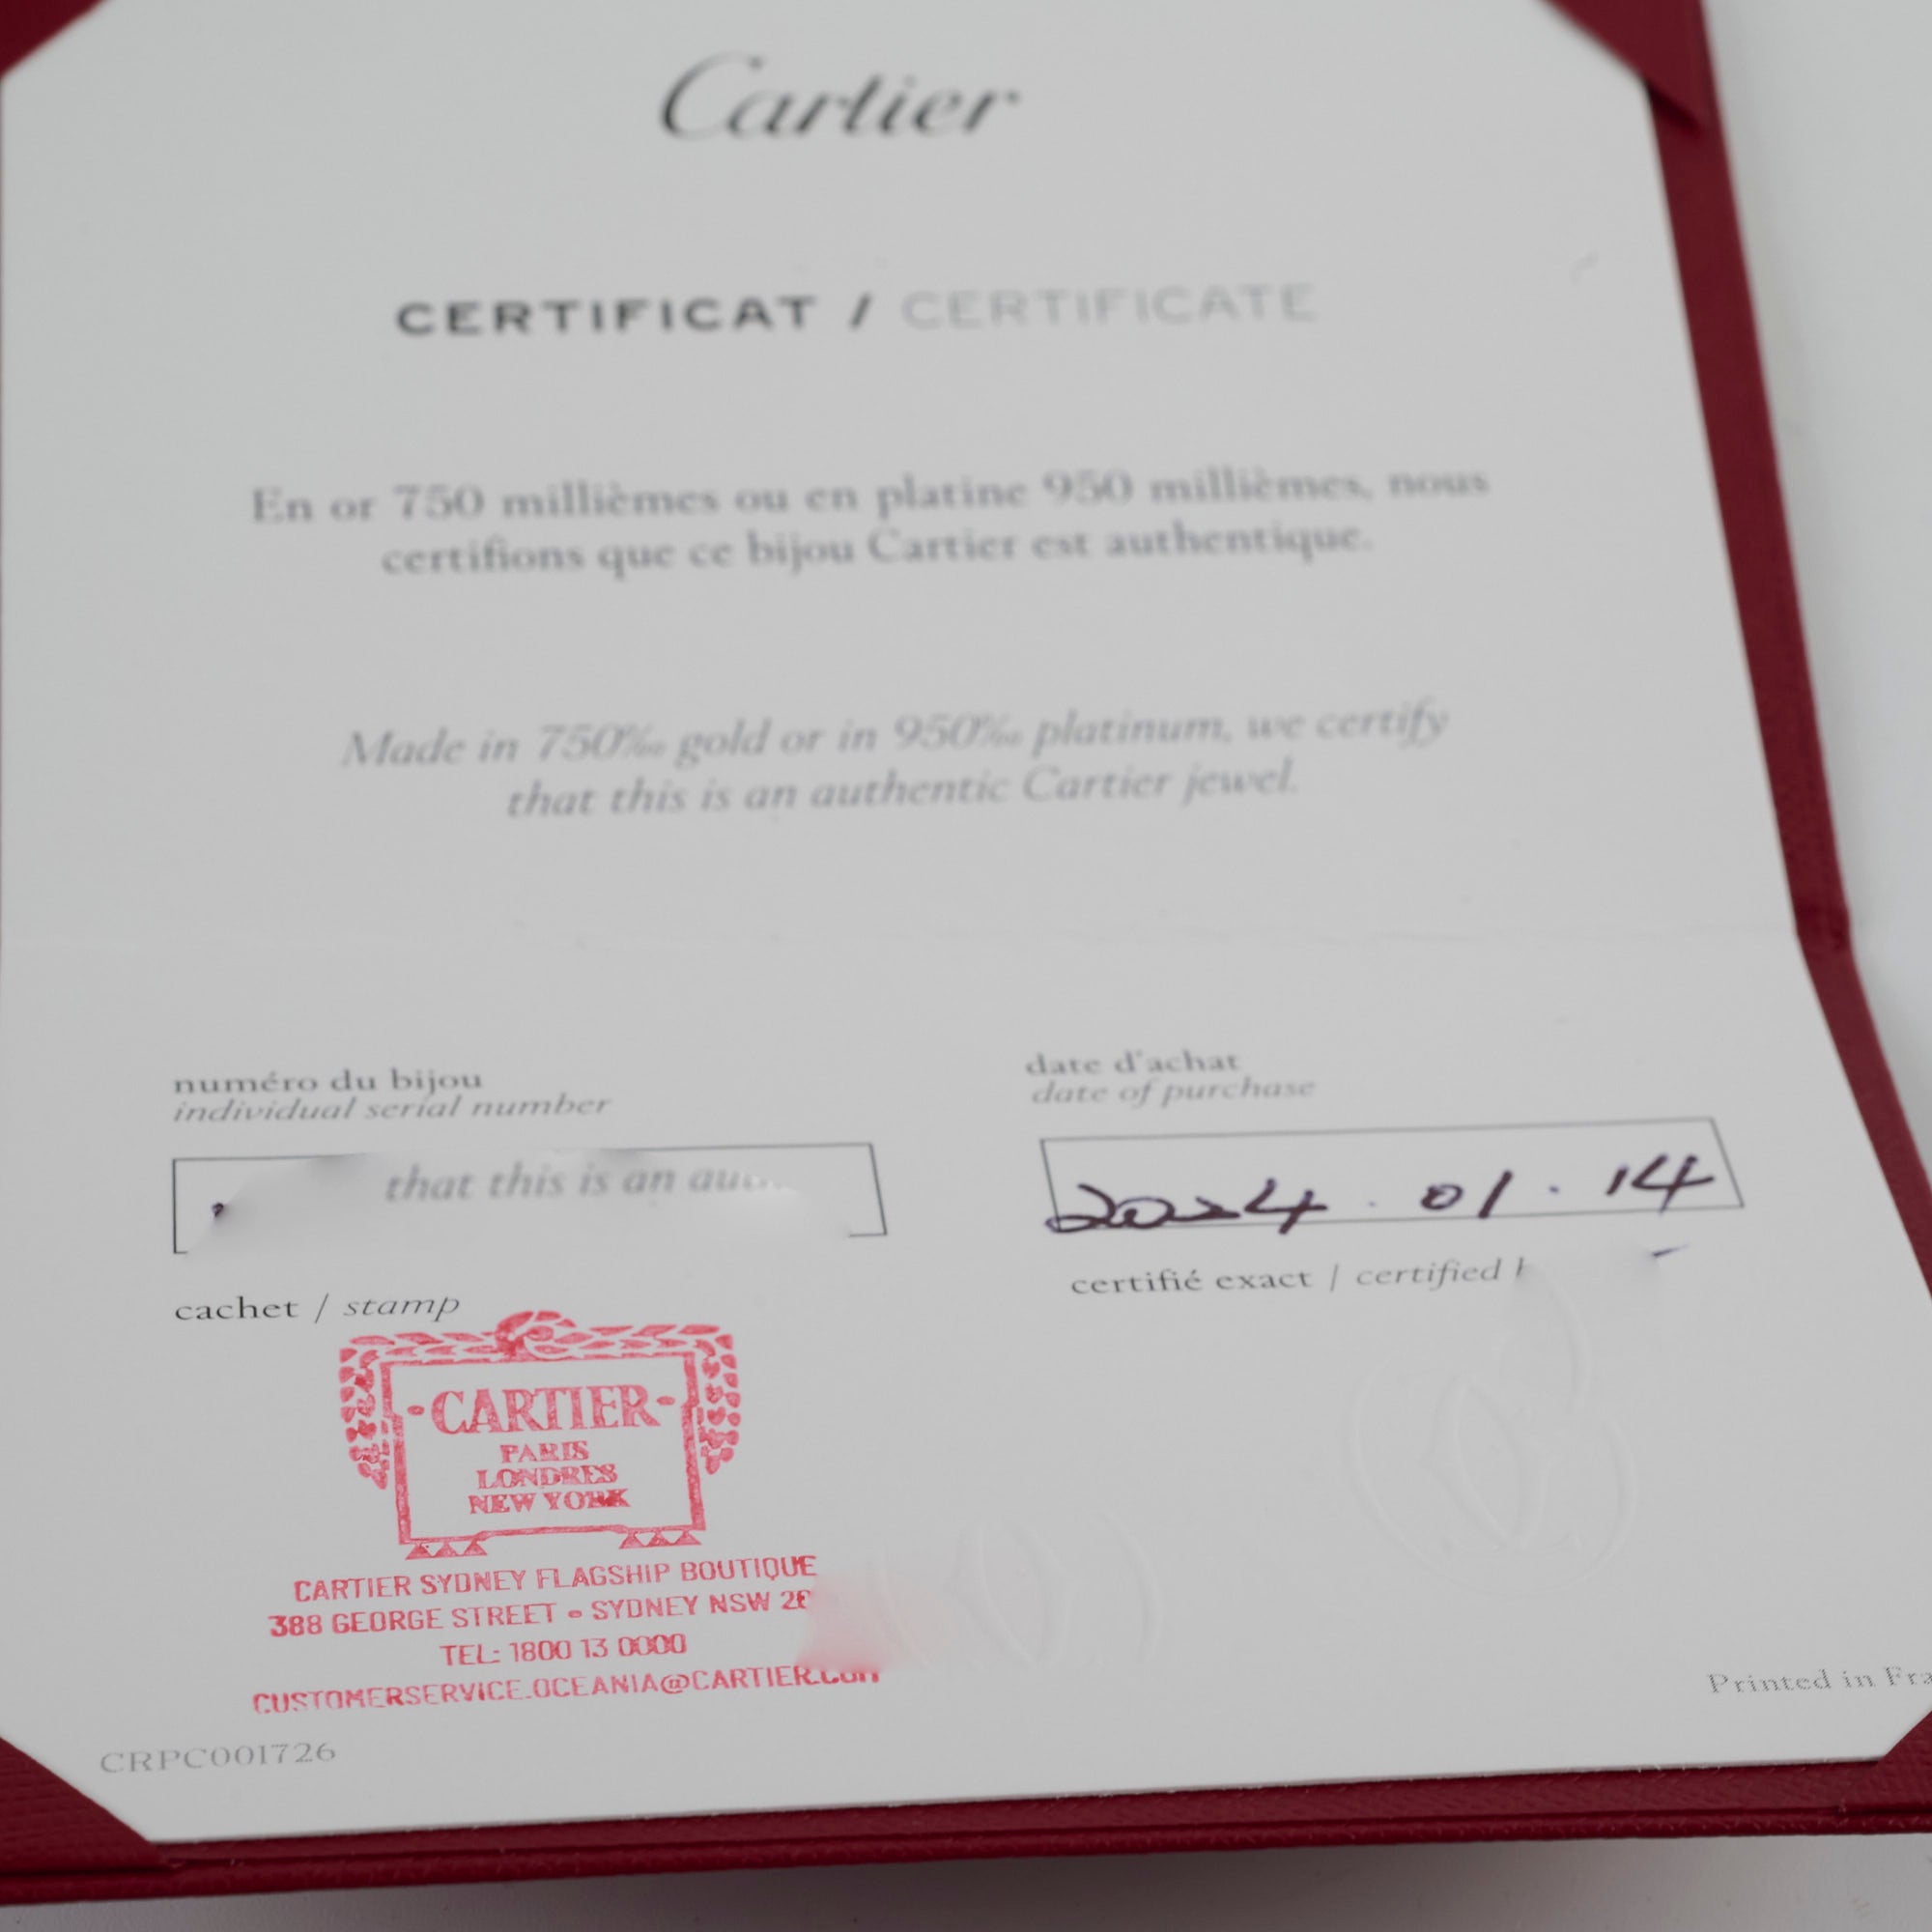 Cartier
CERTIFICAT / CERTIFICATE
En or 750 millièmes ou en platine 950 millièmes, nous
certifions que ce bijou Cartier est authentique.
Made in 750‰ gold or in 950‰ platinum, we certify
that this is an authentic Cartier jewel.
numéro du bijou
individual serial number
that this is an
date d'achat
date of purchase
2024.01.14
certifié exact / certified
cachet / stamp
-CARTIER-
PARIS
LONDRES
NEW YORK
CARTIER SYDNEY FLAGSHIP BOUTIQUE
388 GEORGE STREET - SYDNEY NSW
TEL: 1800 13 0000
CUSTOMERSERVICE.OCEANIA@CARTIER.COM
Printed in
CRPC001726